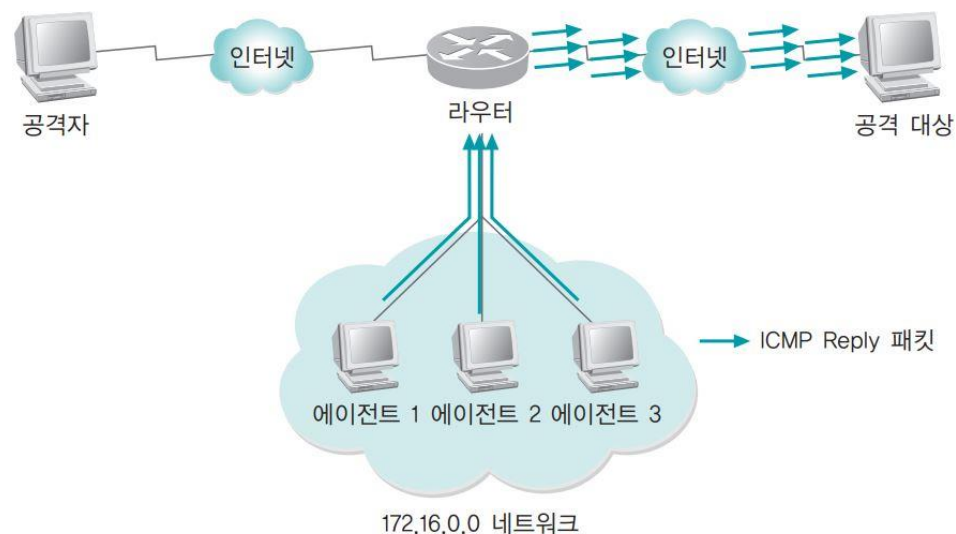 인터넷
인터넷
공격자
라우터
공격 대상
ICMP Reply 패킷
에이전트 1 에이전트 2 에이전트 3
172.16.0.0 네트워크